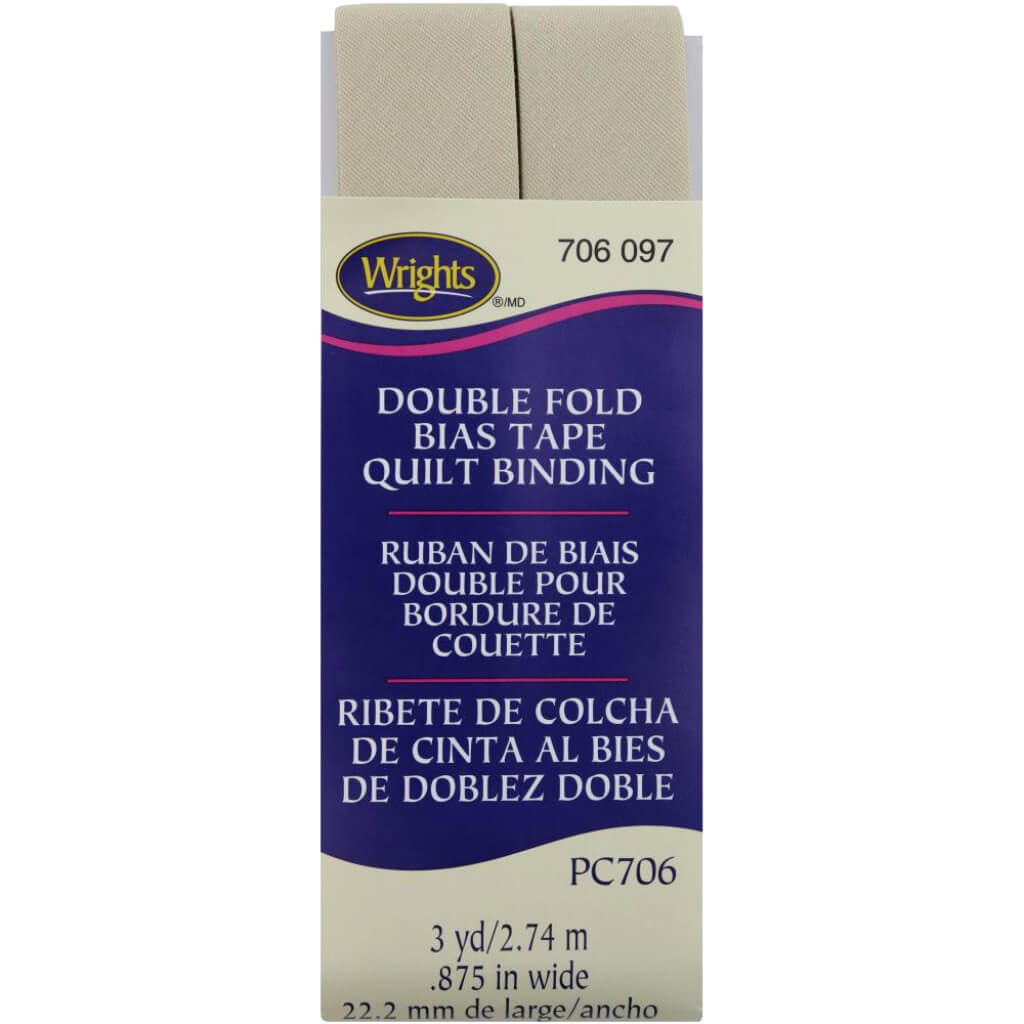 Wrights
®/MD
706 097
DOUBLE FOLD
BIAS TAPE
QUILT BINDING
RUBAN DE BIAIS
DOUBLE POUR
BORDURE DE
COUETTE
RIBETE DE COLCHA
DE CINTA AL BIES
DE DOBLEZ DOBLE
PC706
3 yd/2.74 m
.875 in wide
22.2 mm de large/ancho